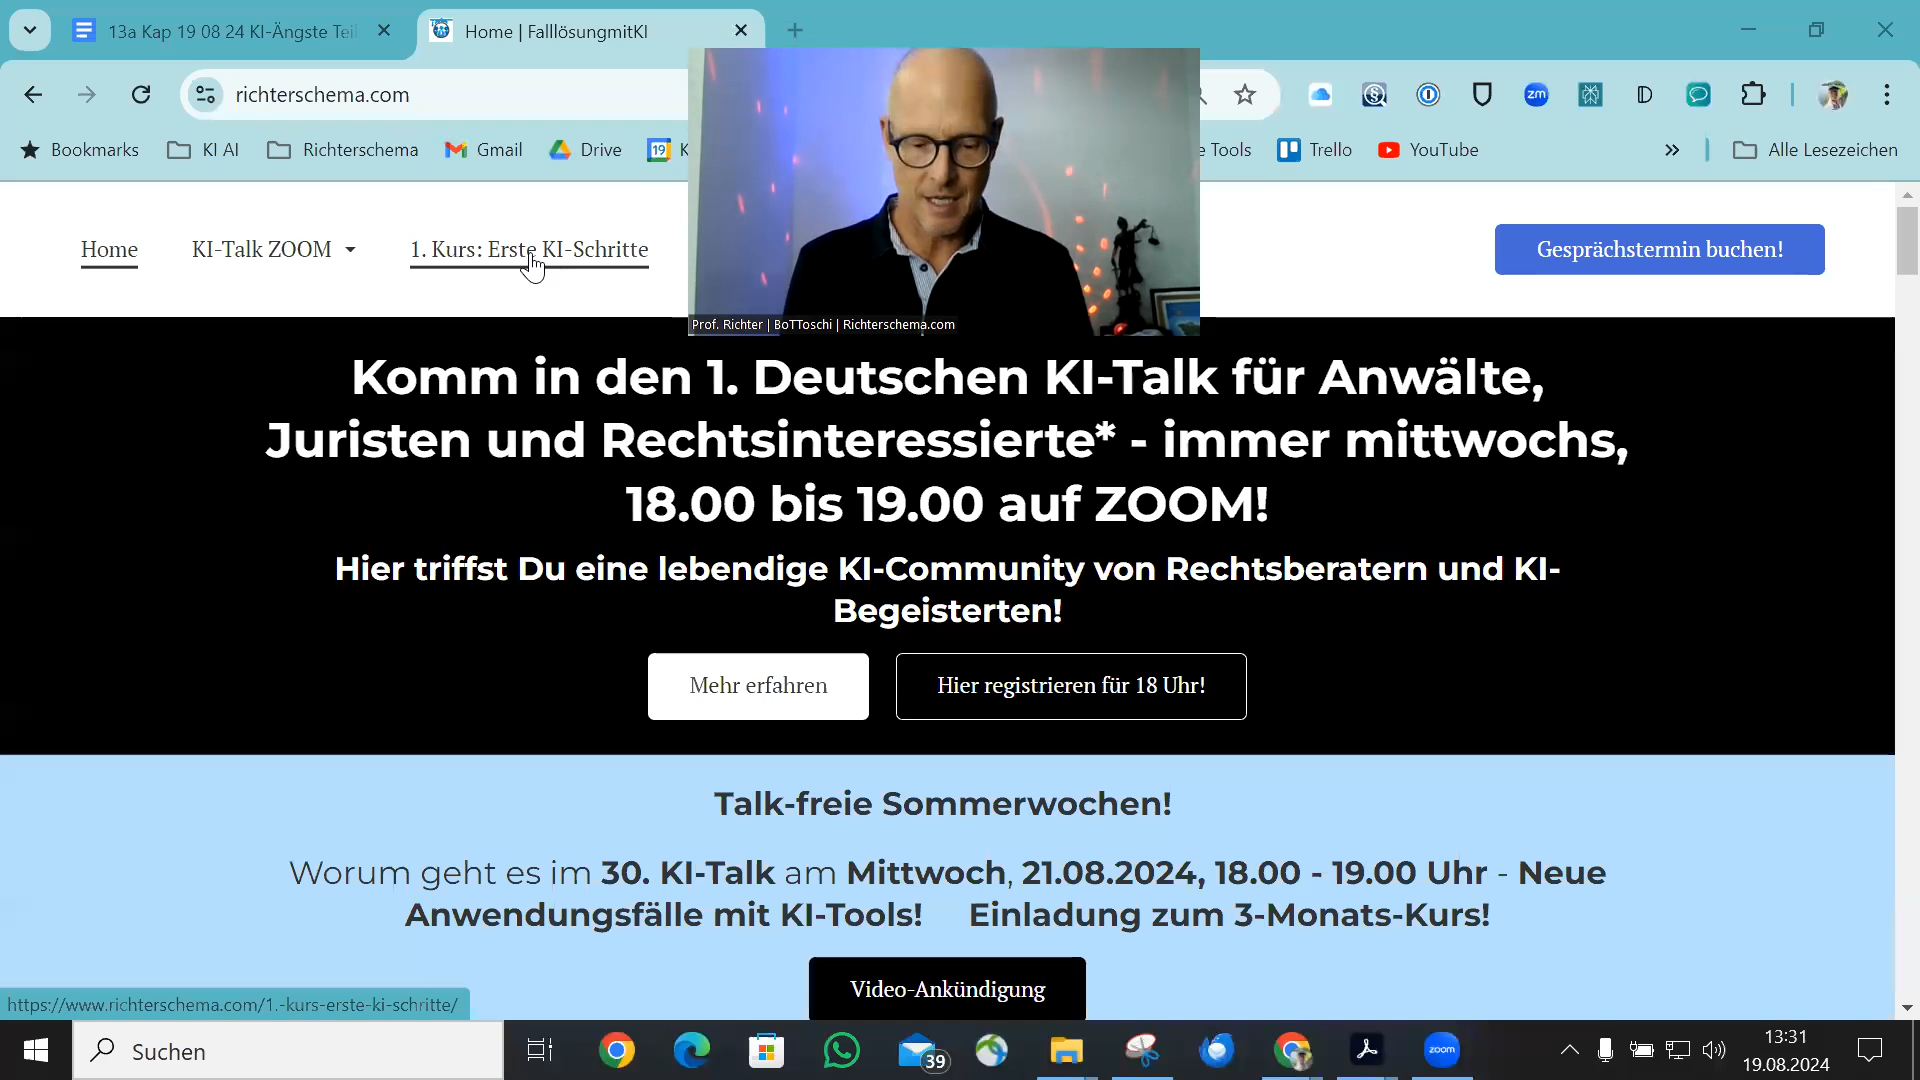 13a Kap 19 08 24 KI-Ängste Teil
Home | FalllösungmitKI
richterschema.com
Bookmarks
KI AI
Richterschema
Gmail
Drive
19
K
e Tools
Trello
YouTube
Alle Lesezeichen
Home
KI-Talk ZOOM
1. Kurs: Erste KI-Schritte
Gesprächstermin buchen!
Prof. Richter | BoTToschi | Richterschema.com
Komm in den 1. Deutschen KI-Talk für Anwälte,
Juristen und Rechtsinteressierte* - immer mittwochs,
18.00 bis 19.00 auf ZOOM!
Hier triffst Du eine lebendige KI-Community von Rechtsberatern und KI-
Begeisterten!
Mehr erfahren
Hier registrieren für 18 Uhr!
Talk-freie Sommerwochen!
Worum geht es im 30. KI-Talk am Mittwoch, 21.08.2024, 18.00 - 19.00 Uhr - Neue
Anwendungsfälle mit KI-Tools! Einladung zum 3-Monats-Kurs!
Video-Ankündigung
https://www.richterschema.com/1.-kurs-erste-ki-schritte/
Suchen
39
zoom
13:31
19.08.2024